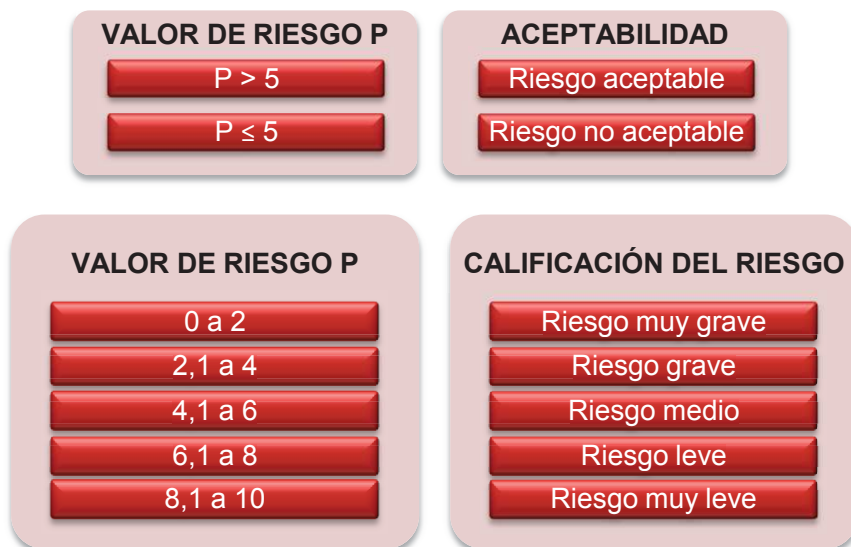 VALOR DE RIESGO P
P > 5
P ≤ 5
ACEPTABILIDAD
Riesgo aceptable
Riesgo no aceptable
VALOR DE RIESGO P
0 a 2
2,1 a 4
4,1 a 6
6,1 a 8
8,1 a 10
CALIFICACIÓN DEL RIESGO
Riesgo muy grave
Riesgo grave
Riesgo medio
Riesgo leve
Riesgo muy leve